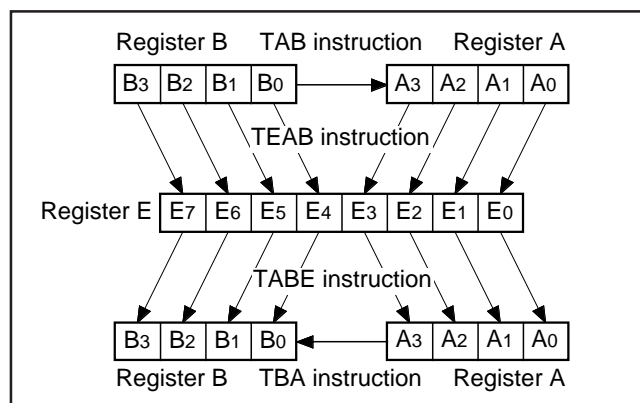 Register B TAB instruction Register A
B3 B2 B1 B0 A3 A2 A1 A0
TEAB instruction
Register E E7 E6 E5 E4 E3 E2 E1 E0
TABE instruction
B3 B2 B1 B0 A3 A2 A1 A0
Register B TBA instruction Register A